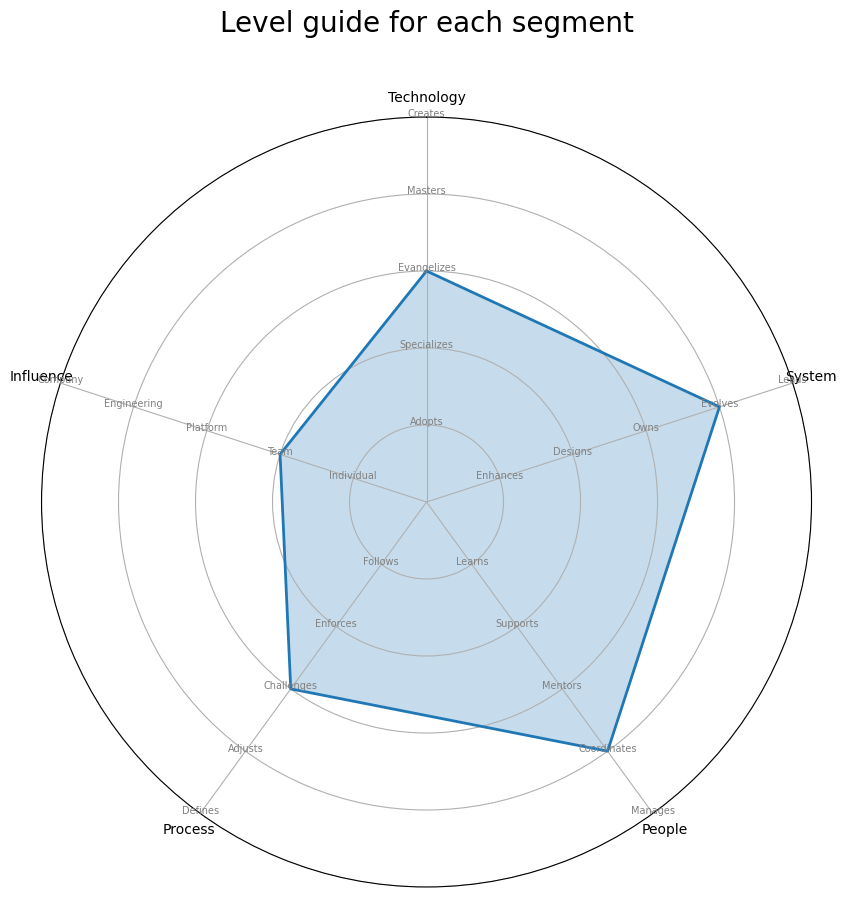 Level guide for each segment
Technology
Creates
Masters
Evangelizes
Specializes
Adopts
System
Leads
Evolves
Owns
Designs
Enhances
Influence
Company
Engineering
Platform
Team
Individual
Follows
Enforces
Challenges
Adjusts
Defines
Process
Learns
Supports
Mentors
Coordinates
Manages
People